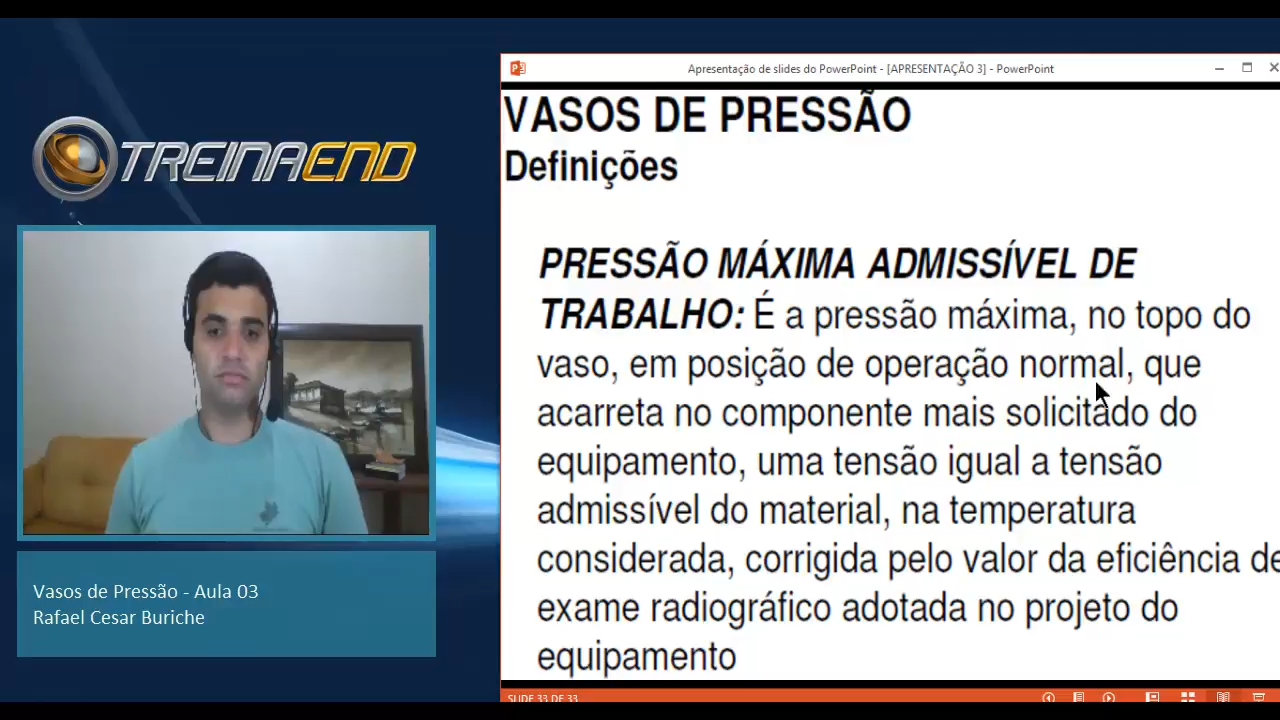 TREINAEND
Vasos de Pressão - Aula 03
Rafael Cesar Buriche
Apresentação de slides do PowerPoint - [APRESENTAÇÃO 3] - PowerPoint
VASOS DE PRESSÃO
Definições
PRESSÃO MÁXIMA ADMISSÍVEL DE
TRABALHO: É a pressão máxima, no topo do
vaso, em posição de operação normal, que
acarreta no componente mais solicitado do
equipamento, uma tensão igual a tensão
admissível do material, na temperatura
considerada, corrigida pelo valor da eficiência de
exame radiográfico adotada no projeto do
equipamento
SLIDE 33 DE 33